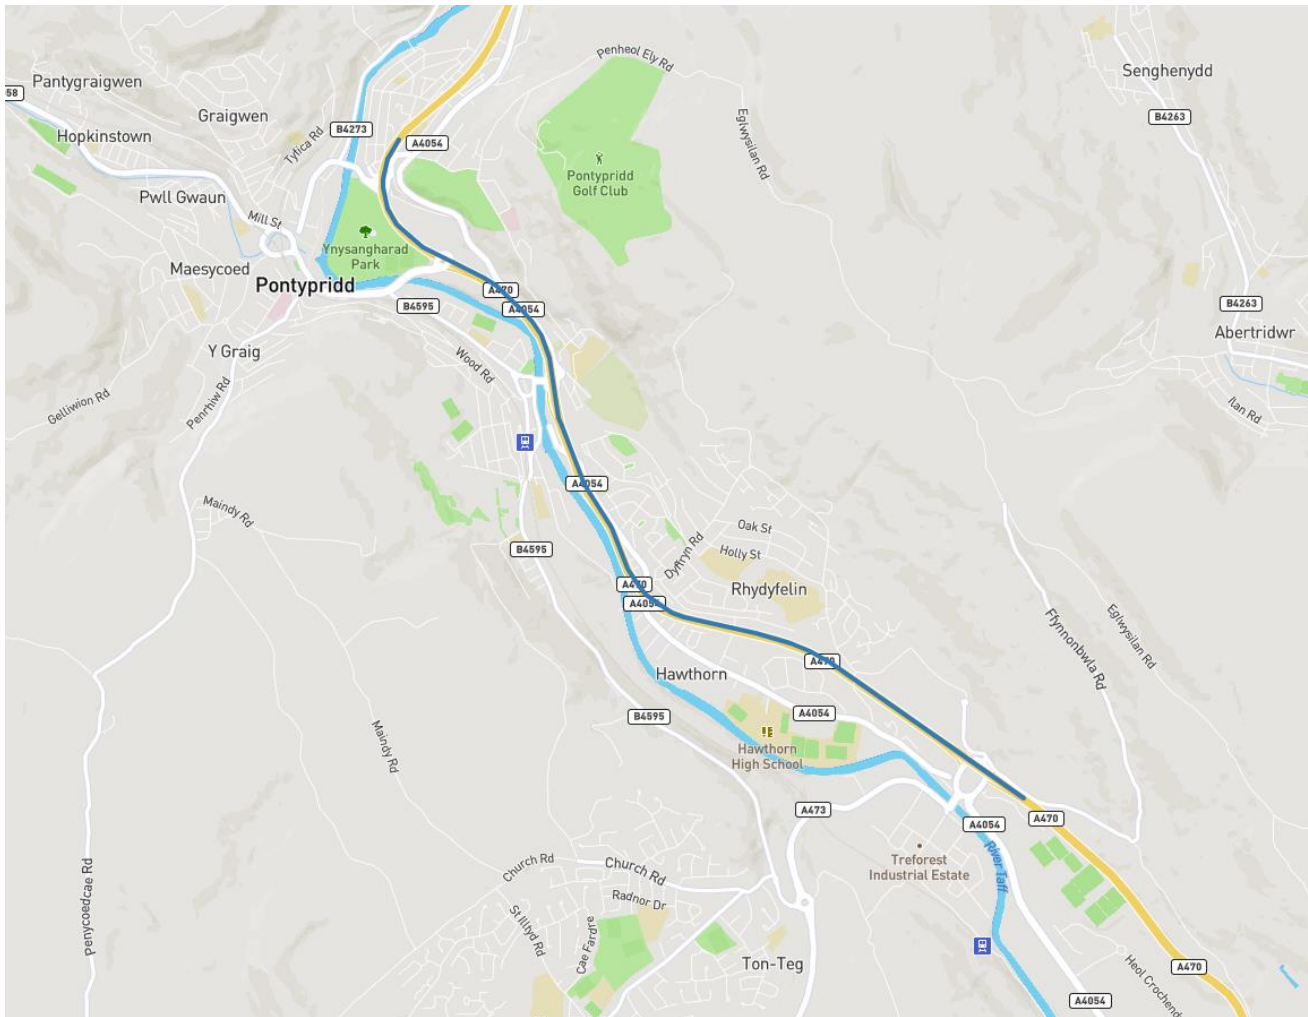 Penheol Ely Rd
Senghenydd
Pantygraigwen
58
Graigwen
B4263
Hopkinstown
B4273
Tyfica Rd
A4054
Eglwysilan Rd
Pontypridd
Golf Club
Pwll Gwaun
Mill St
Ynysangharad
Park
Maesycoed
Pontypridd
A470
B4595
A4054
B4263
Abertridwr
Y Graig
Wood Rd
Gelliwion Rd
Penrhiw Rd
Ilan Rd
A4054
Maindy Rd
Oak St
B4595
Dyffryn Rd
Holly St
A470
Rhydyfelin
A4054
Ffynnonbwla Rd
Eglwysilan Rd
A470
Hawthorn
B4595
A4054
Maindy Rd
Hawthorn
High School
A473
A470
A4054
Treforest
Industrial Estate
River Taff
Church Rd
Church Rd
Penycoedcae Rd
Radnor Dr
St Illtyd Rd
Cae Fardre
Ton-Teg
A470
Heol Crochend
A4054